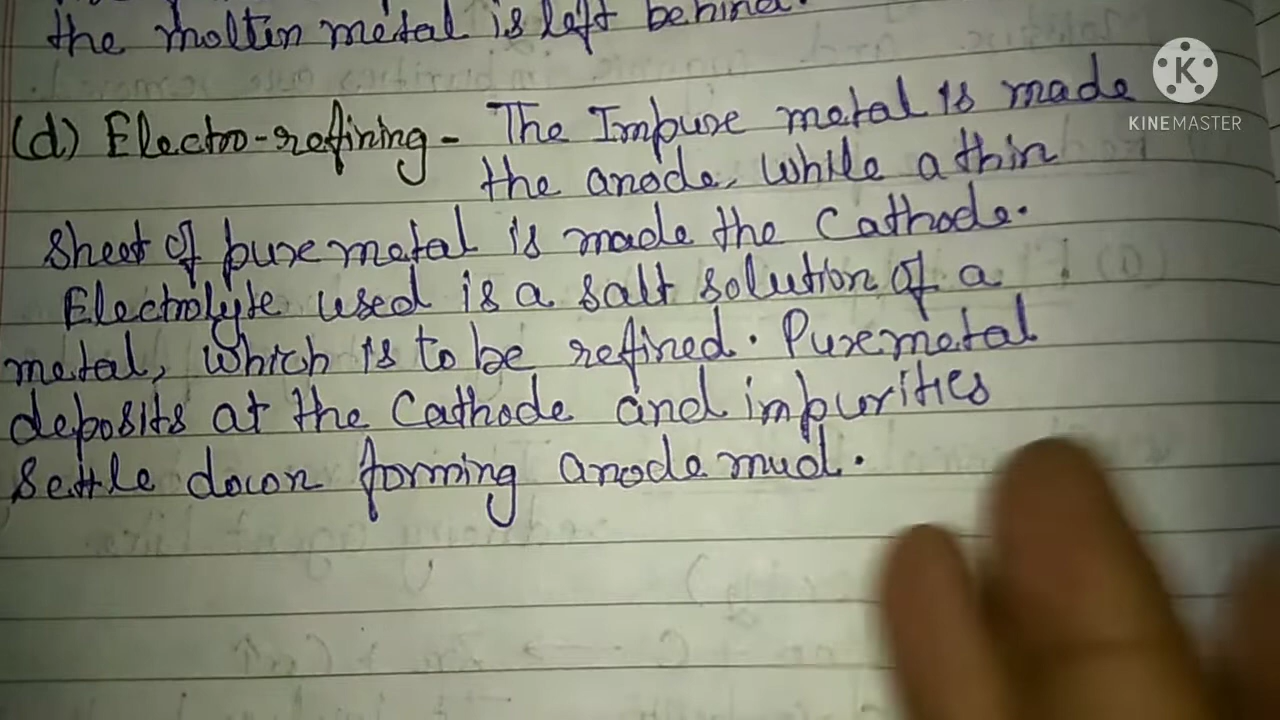 the molten metal is left behind.
(d) Electro-refining - The Impure metal is made
the anode, while a thin
sheet of pure metal is made the Cathode.
Electrolyte used is a salt solution of a
metal, which is to be refined. Pure metal
deposits at the Cathode and impurities
Settle down forming anode mud.
K
KINEMASTER